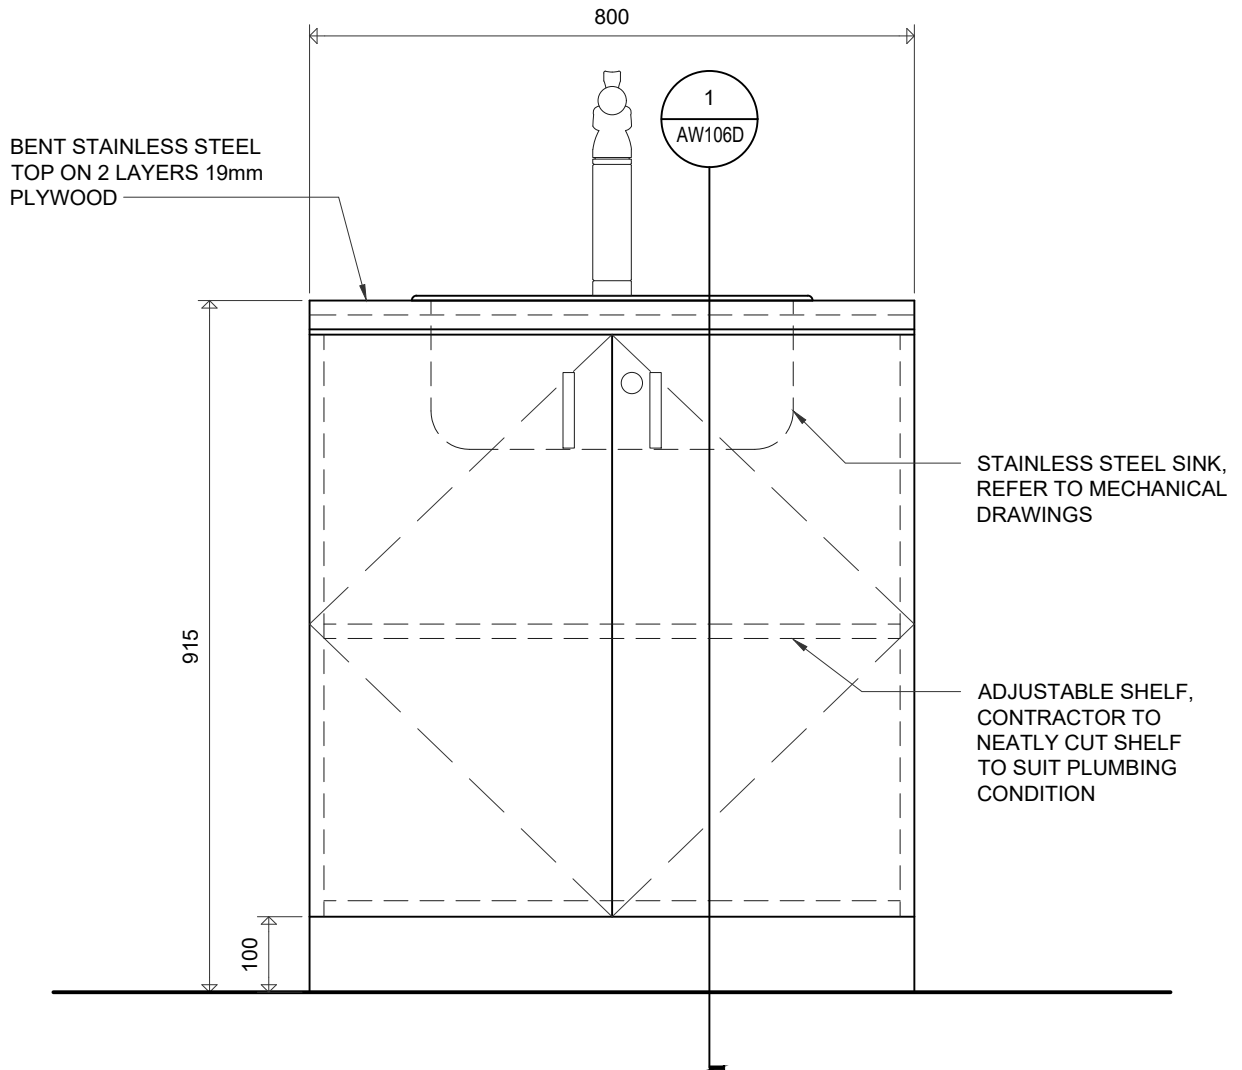 800
1
AW106D
BENT STAINLESS STEEL
TOP ON 2 LAYERS 19mm
PLYWOOD
STAINLESS STEEL SINK,
REFER TO MECHANICAL
DRAWINGS
915
ADJUSTABLE SHELF,
CONTRACTOR TO
NEATLY CUT SHELF
TO SUIT PLUMBING
CONDITION
100